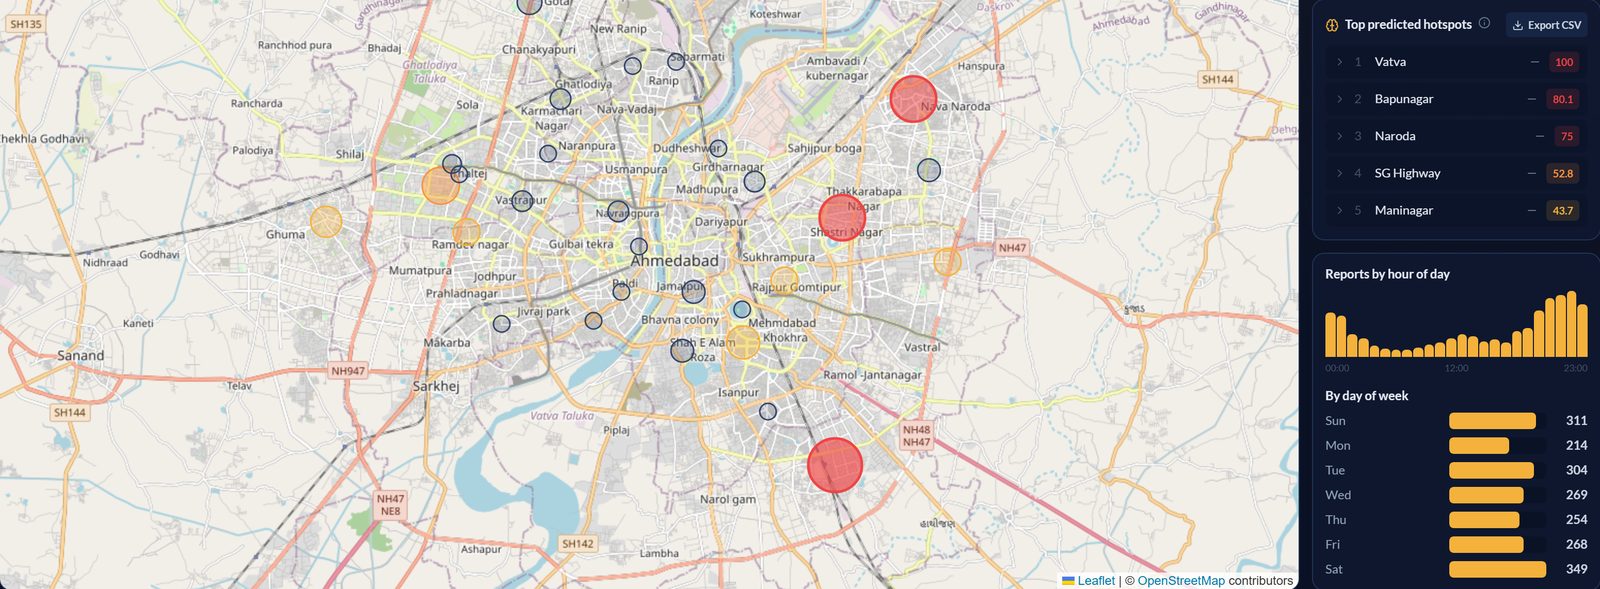 SH135
Gotar
Koteshwar
Gandhinagar
Gandhinagar
Daskroi
Ahmedabad
New Ranip
Ranchhod pura
Bhadaj
Chanakyapuri
Sabarmati
Ambavadi /
kubernagar
Hanspura
SH144
Ghatlodiya
Taluka
Ghatlodiya
Ranip
Rancharda
Sola
Karmachari
Nagar
Nava-Vadaj
Nava Naroda
Chekhla Godhavi
Palodiya
Shilaj
Naranpura
Dudheshwar
Sahijpur boga
Thaltej
Usmanpura
Girdharnagar
Madhupura
Thakkarabapa
Nagar
Vastrapur
Navrangpura
Dariyapur
Shastri Nagar
Ghuma
Ramdev nagar
Gulbai tekra
Sukhrampura
NH47
Godhavi
Nidhraad
Mumatpura
Jodhpur
Ahmedabad
Prahladnagar
Paldi
Jamalpur
Rajpur Gomtipur
Jivraj park
Bhavna colony
Mehmdabad
Khokhra
કુજાડ
Kaneti
Makarba
Shah E Alam
Roza
Vastral
Sanand
NH947
Telav
Sarkhej
Ramol -Jantanagar
Isanpur
SH144
Vatva Taluka
Piplaj
NH48
NH47
NH47
NE8
Narol gam
હાથીજણ
SH142
Ashapur
Lambha
Leaflet | © OpenStreetMap contributors
Top predicted hotspots
Export CSV
1 Vatva — 100
2 Bapunagar — 80.1
3 Naroda — 75
4 SG Highway — 52.8
5 Maninagar — 43.7
Reports by hour of day
00:00 12:00 23:00
By day of week
Sun 311
Mon 214
Tue 304
Wed 269
Thu 254
Fri 268
Sat 349